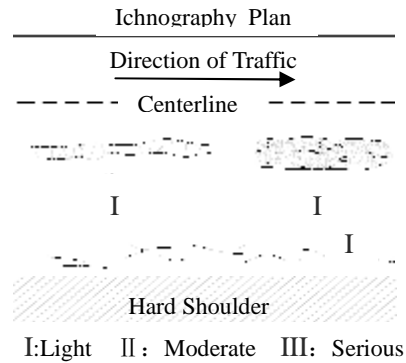 Ichnography Plan
Direction of Traffic
Centerline
Ⅰ Ⅰ
Ⅰ
Hard Shoulder
Ⅰ:Light Ⅱ：Moderate Ⅲ：Serious